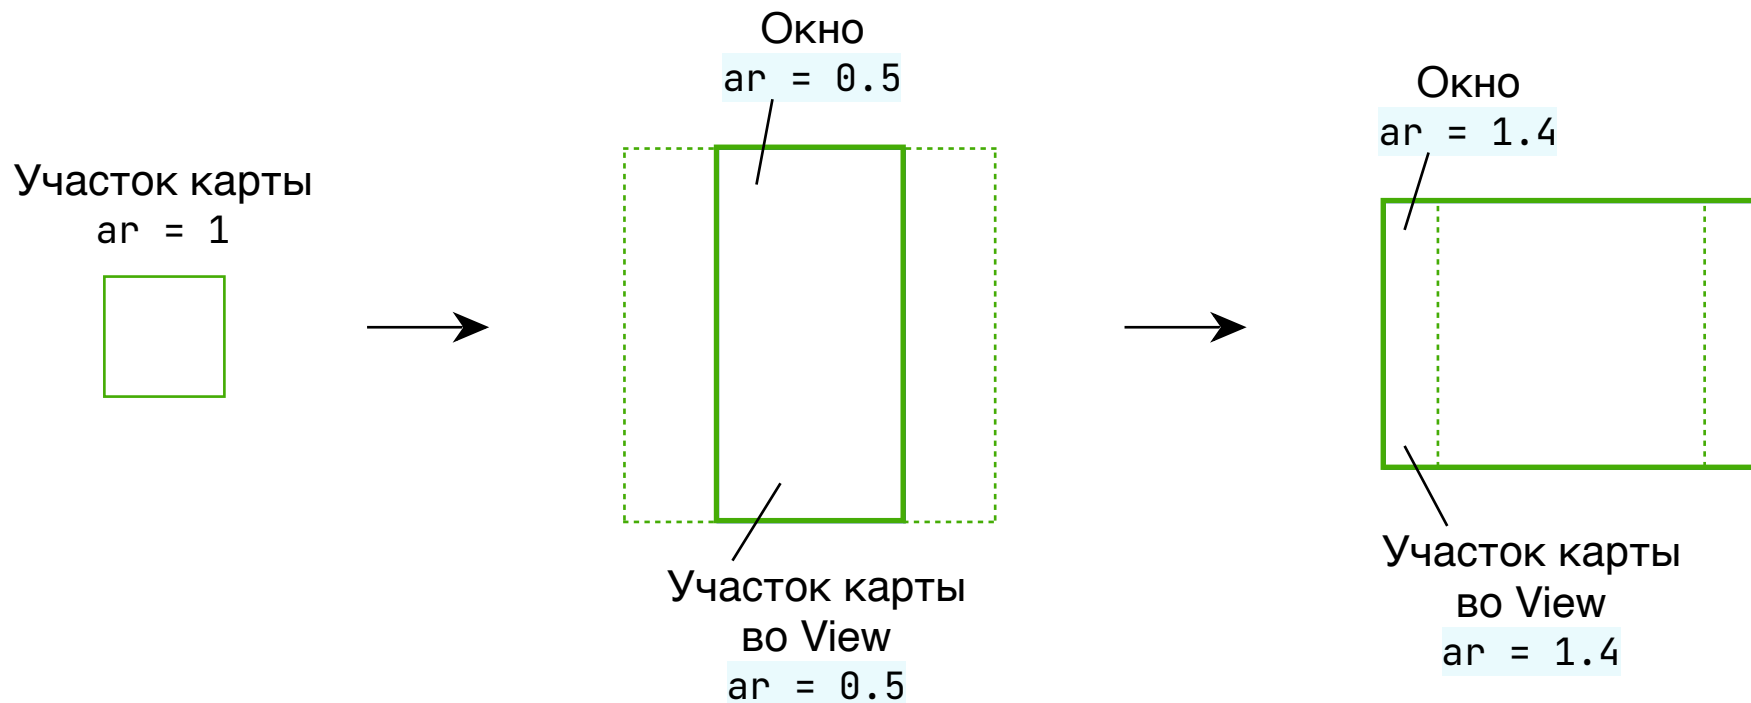 Участок карты
ar = 1
Окно
ar = 0.5
Участок карты
во View
ar = 0.5
Окно
ar = 1.4
Участок карты
во View
ar = 1.4